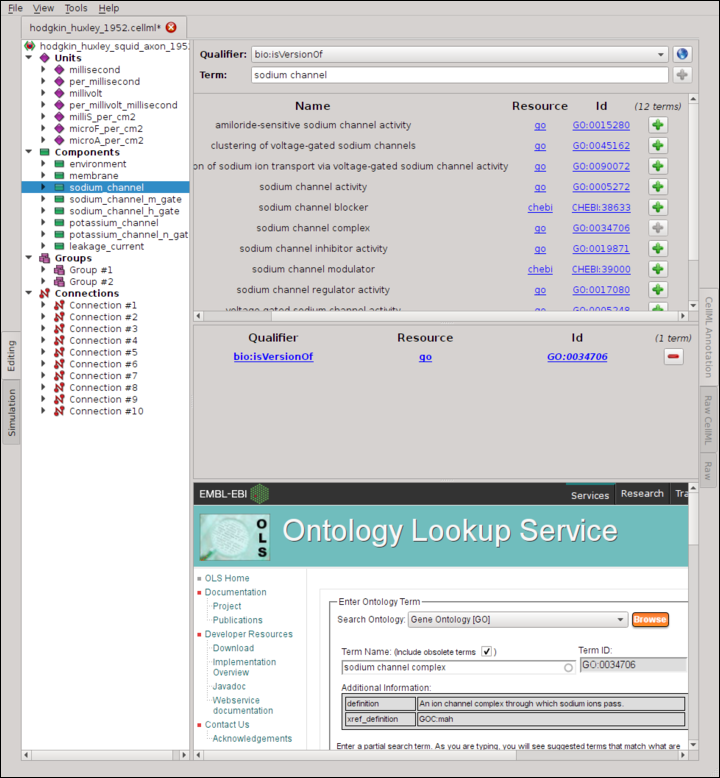 File View Tools Help
hodgkin_huxley_1952.cellml*
hodgkin_huxley_squid_axon_1952
Units
millisecond
per_millisecond
millivolt
per_millivolt_millisecond
milliS_per_cm2
microF_per_cm2
microA_per_cm2
Components
environment
membrane
sodium_channel
sodium_channel_m_gate
sodium_channel_h_gate
potassium_channel
potassium_channel_n_gat
leakage_current
Groups
Group #1
Group #2
Connections
Connection #1
Connection #2
Connection #3
Connection #4
Connection #5
Connection #6
Connection #7
Connection #8
Connection #9
Connection #10
Editing
Simulation
Qualifier: bio:isVersionOf
Term: sodium channel
Name Resource Id (12 terms)
amiloride-sensitive sodium channel activity go GO:0015280
clustering of voltage-gated sodium channels go GO:0045162
on of sodium ion transport via voltage-gated sodium channel activity go GO:0090072
sodium channel activity go GO:0005272
sodium channel blocker chebi CHEBI:38633
sodium channel complex go GO:0034706
sodium channel inhibitor activity go GO:0019871
sodium channel modulator chebi CHEBI:39000
sodium channel regulator activity go GO:0017080
voltage-gated sodium channel activity go GO:0005248
Qualifier Resource Id (1 term)
bio:isVersionOf go GO:0034706
CellML Annotation
Raw CellML
Raw
EMBL-EBI Services Research Tra
OLS
Ontology Lookup Service
OLS Home
Documentation
Project
Publications
Developer Resources
Download
Implementation
Overview
Javadoc
Webservice
documentation
Contact Us
Acknowledgements
Enter Ontology Term
Search Ontology: Gene Ontology [GO] Browse
Term Name: (Include obsolete terms ) Term ID:
sodium channel complex GO:0034706
Additional Information:
definition An ion channel complex through which sodium ions pass.
xref_definition GOC:mah
Enter a partial search term. As you are typing, you will see suggested terms that match what are